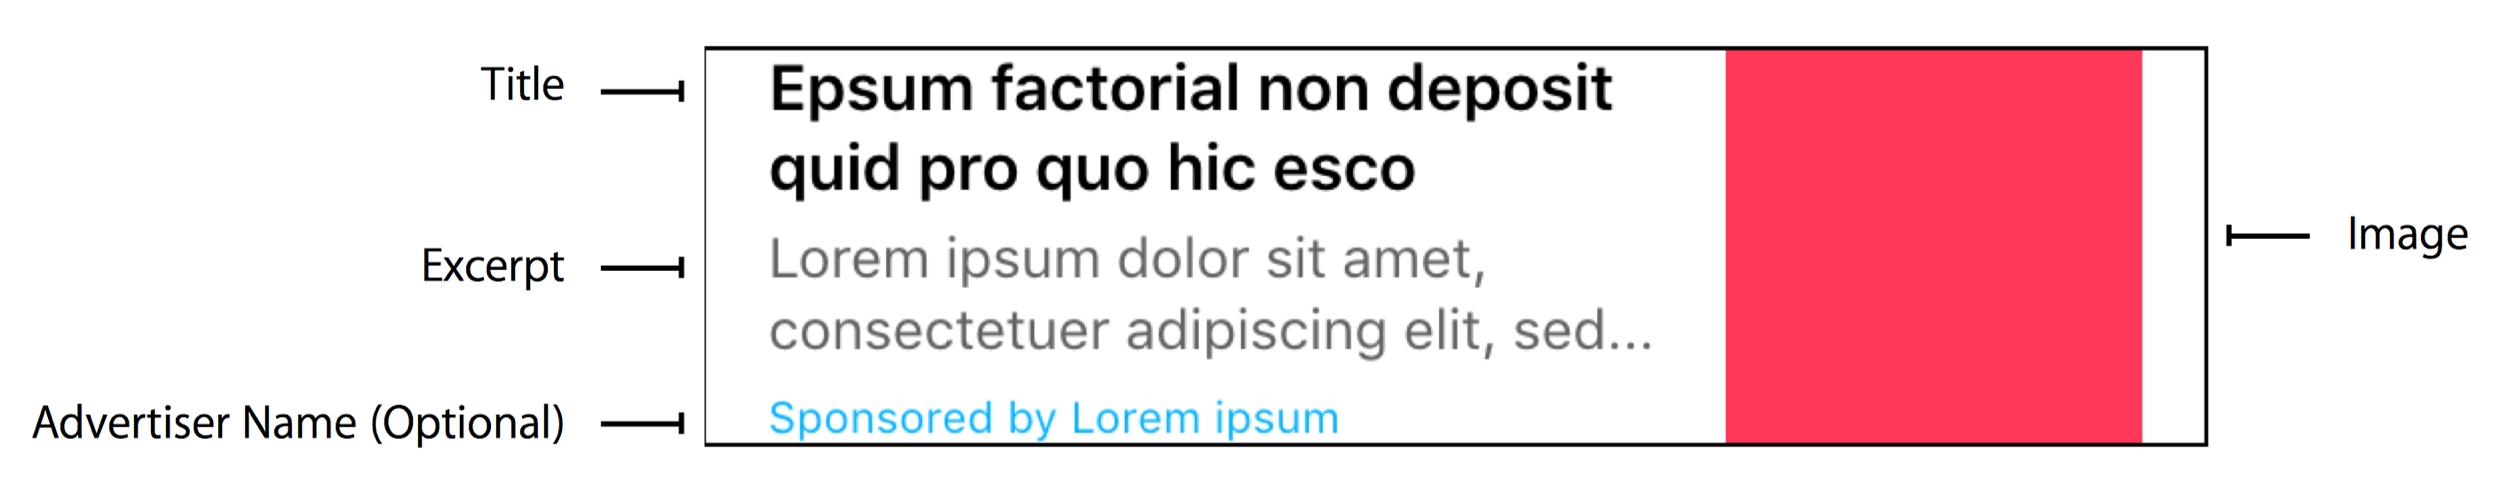 Title
Epsum factorial non deposit
quid pro quo hic esco
Excerpt
Lorem ipsum dolor sit amet,
consectetuer adipiscing elit, sed...
Advertiser Name (Optional)
Sponsored by Lorem ipsum
Image